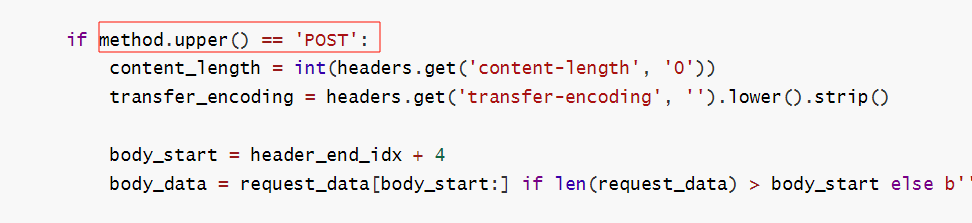 if method.upper() == 'POST':
content_length = int(headers.get('content-length', '0'))
transfer_encoding = headers.get('transfer-encoding', '').lower().strip()
body_start = header_end_idx + 4
body_data = request_data[body_start:] if len(request_data) > body_start else b''